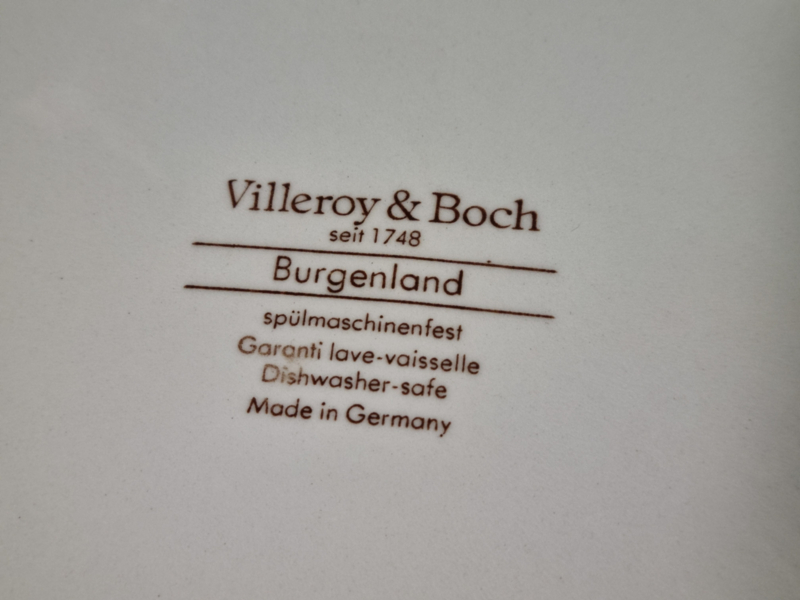 Villeroy & Boch
seit 1748
Burgenland
spülmaschinenfest
Garanti lave-vaisselle
Dishwasher-safe
Made in Germany